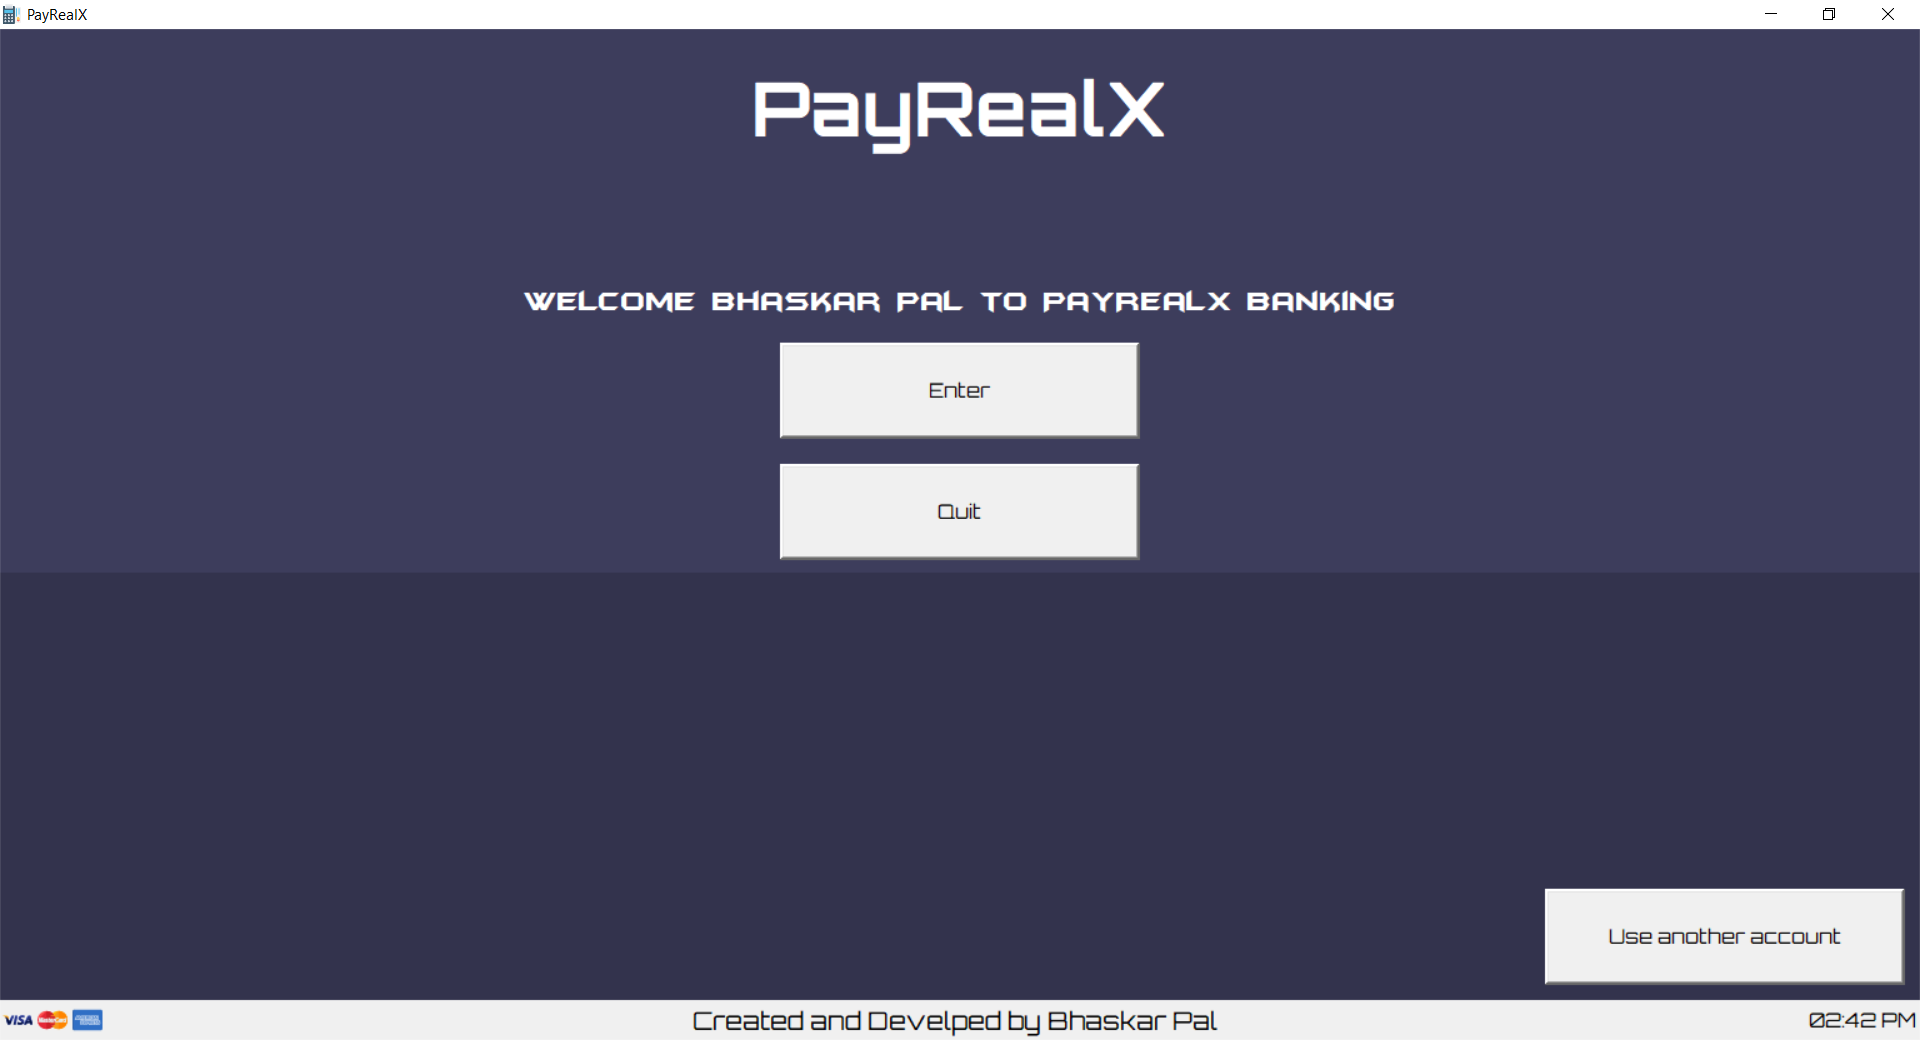 PayRealX
PayRealX
WELCOME BHASKAR PAL TO PAYREALX BANKING
Enter
Quit
Use another account
VISA MasterCard
Created and Develped by Bhaskar Pal
02:42 PM